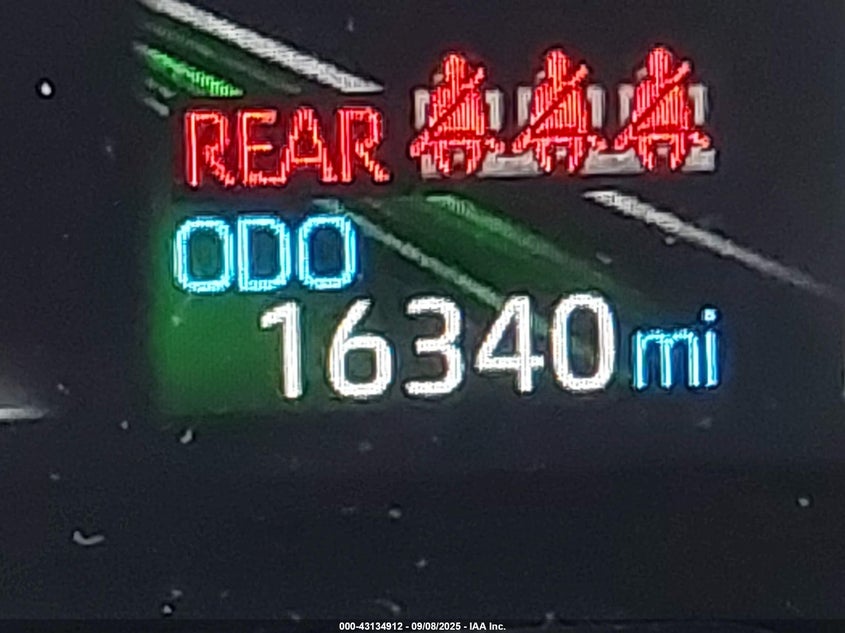 REAR
ODO
16340 mi
000-43134912 - 09/08/2025 - IAA Inc.